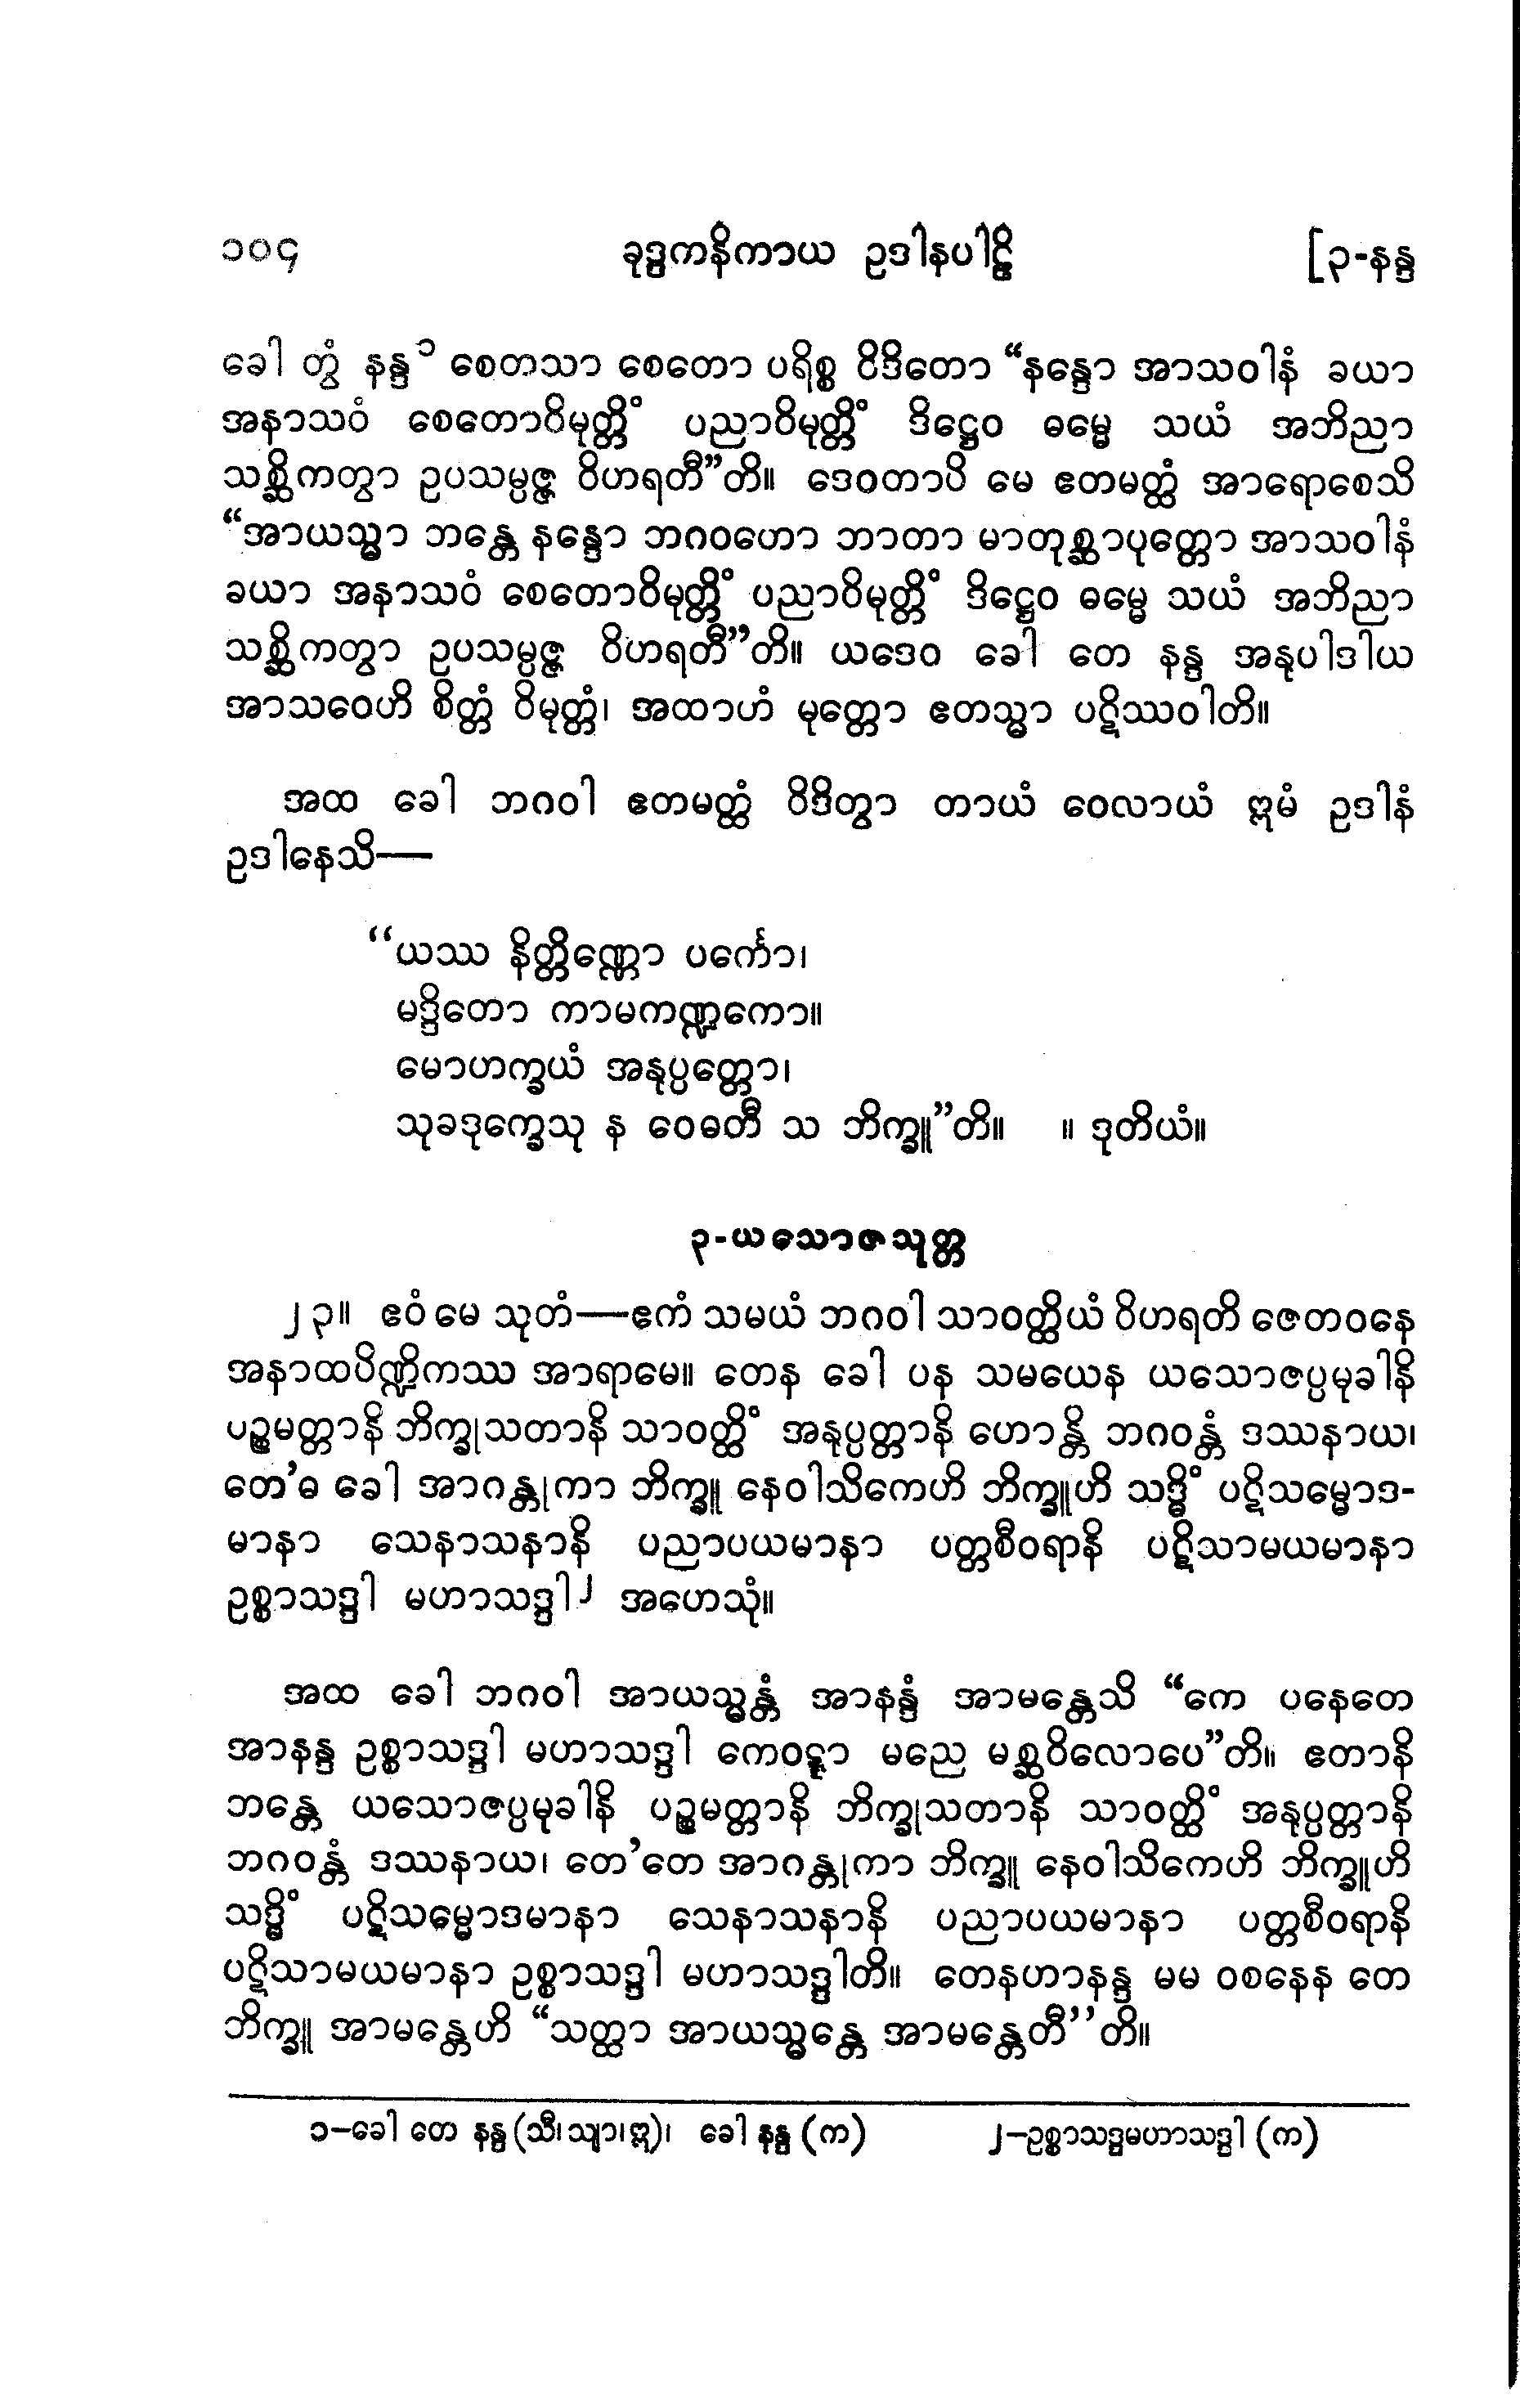 ၁၀၄ ခုဒ္ဒကနိကာယ ဥဒါနပါဠိ [၃-နန္ဒ
ခေါ တွံ နန္ဒ ၁ စေတသာ စေတော ပရိစ္စ ဝိဒိတော “နန္ဒော အာသဝါနံ ခယာ
အနာသဝံ စေတောဝိမုတ္တိံ ပညာဝိမုတ္တိံ ဒိဋ္ဌေဝ ဓမ္မေ သယံ အဘိညာ
သစ္ဆိကတွာ ဥပသမ္ပဇ္ဇ ဝိဟရတီ”တိ။ ဒေဝတာပိ မေ ဧတမတ္ထံ အာရောစေသိ
“အာယသ္မာ ဘန္တေ နန္ဒော ဘဂဝတော ဘာတာ မာတုစ္ဆာပုတ္တော အာသဝါနံ
ခယာ အနာသဝံ စေတောဝိမုတ္တိံ ပညာဝိမုတ္တိံ ဒိဋ္ဌေဝ ဓမ္မေ သယံ အဘိညာ
သစ္ဆိကတွာ ဥပသမ္ပဇ္ဇ ဝိဟရတီ”တိ။ ယဒေဝ ခေါ တေ နန္ဒ အနုပါဒါယ
အာသဝေဟိ စိတ္တံ ဝိမုတ္တံ၊ အထာဟံ မုတ္တော ဧတသ္မာ ပဋိဿဝါတိ။
အထ ခေါ ဘဂဝါ ဧတမတ္ထံ ဝိဒိတွာ တာယံ ဝေလာယံ ဣမံ ဥဒါနံ
ဥဒါနေသိ—
“ယဿ နိတ္တိဏ္ဏော ပင်္ကော၊
မဒ္ဒိတော ကာမကဏ္ဍကော။
မောဟက္ခယံ အနုပ္ပတ္တော၊
သုခဒုက္ခေသု န ဝေဓတီ သ ဘိက္ခူ”တိ။ ။ ဒုတိယံ။
၃-ယသောဇသုတ္တ
၂၃။ ဧဝံ မေ သုတံ—ဧကံ သမယံ ဘဂဝါ သာဝတ္ထိယံ ဝိဟရတိ ဇေတဝနေ
အနာထပိဏ္ဍိကဿ အာရာမေ။ တေန ခေါ ပန သမယေန ယသောဇပ္ပမုခါနိ
ပဉ္စမတ္တာနိ ဘိက္ခုသတာနိ သာဝတ္ထိံ အနုပ္ပတ္တာနိ ဟောန္တိ ဘဂဝန္တံ ဒဿနာယ၊
တေ’ဓ ခေါ အာဂန္တုကာ ဘိက္ခူ နေဝါသိကေဟိ ဘိက္ခူဟိ သဒ္ဓိံ ပဋိသမ္မောဒ-
မာနာ သေနာသနာနိ ပညာပယမာနာ ပတ္တစီဝရာနိ ပဋိသာမယမာနာ
ဥစ္စာသဒ္ဒါ မဟာသဒ္ဒါ ၂ အဟေသုံ။
အထ ခေါ ဘဂဝါ အာယသ္မန္တံ အာနန္ဒံ အာမန္တေသိ “ကေ ပနေတေ
အာနန္ဒ ဥစ္စာသဒ္ဒါ မဟာသဒ္ဒါ ကေဝဋ္ဋာ မညေ မစ္ဆဝိလောပေ”တိ။ ဧတာနိ
ဘန္တေ ယသောဇပ္ပမုခါနိ ပဉ္စမတ္တာနိ ဘိက္ခုသတာနိ သာဝတ္ထိံ အနုပ္ပတ္တာနိ
ဘဂဝန္တံ ဒဿနာယ၊ တေ’တေ အာဂန္တုကာ ဘိက္ခူ နေဝါသိကေဟိ ဘိက္ခူဟိ
သဒ္ဓိံ ပဋိသမ္မောဒမာနာ သေနာသနာနိ ပညာပယမာနာ ပတ္တစီဝရာနိ
ပဋိသာမယမာနာ ဥစ္စာသဒ္ဒါ မဟာသဒ္ဒါတိ။ တေနဟာနန္ဒ မမ ဝစနေန တေ
ဘိက္ခူ အာမန္တေဟိ “သတ္ထာ အာယသ္မန္တေ အာမန္တေတီ’’တိ။
၁–ခေါ တေ နန္ဒ (သီ၊ သျာ၊ ဣ)၊ ခေါ နန္ဒ (က) ၂–ဥစ္စာသဒ္ဒမဟာသဒ္ဒါ (က)